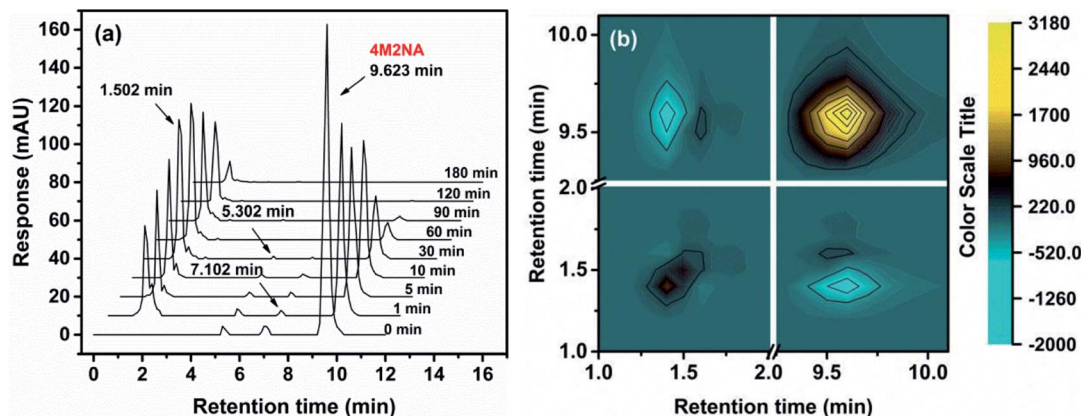 (a)
4M2NA
9.623 min
1.502 min
5.302 min
7.102 min
180 min
120 min
90 min
60 min
30 min
10 min
5 min
1 min
0 min
Response (mAU)
160
140
120
100
80
60
40
20
0
0 2 4 6 8 10 12 14 16
Retention time (min)
(b)
Retention time (min)
10.0
9.5
2.0
1.5
1.0
1.0 1.5 2.0 9.5 10.0
Retention time (min)
3180
2440
1700
960.0
220.0
-520.0
-1260
-2000
Color Scale Title